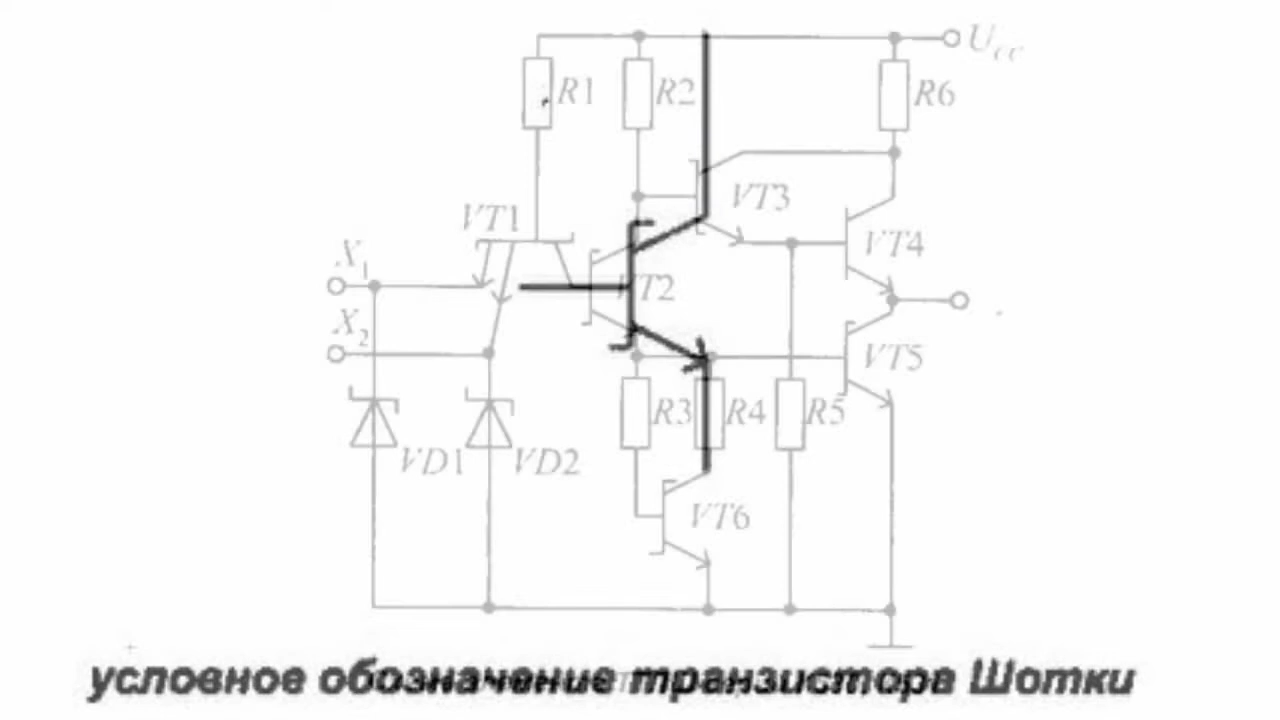 Ucc
R1
R2
R6
VT3
VT1
VT4
X1
VT2
X2
VT5
R3
R4
R5
VD1
VD2
VT6
условное обозначение транзистора Шотки